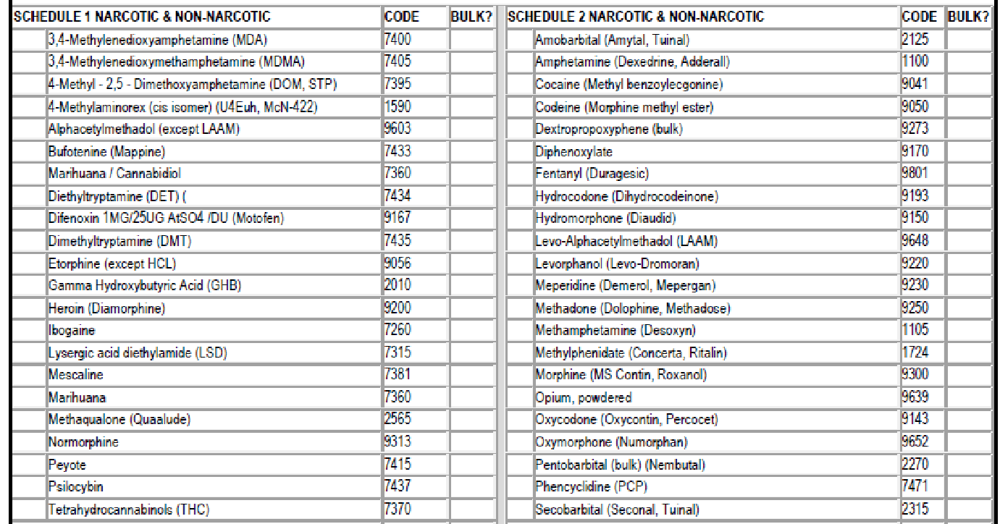 SCHEDULE 1 NARCOTIC & NON-NARCOTIC CODE BULK? SCHEDULE 2 NARCOTIC & NON-NARCOTIC CODE BULK?
3,4-Methylenedioxyamphetamine (MDA) 7400 Amobarbital (Amytal, Tuinal) 2125
3,4-Methylenedioxymethamphetamine (MDMA) 7405 Amphetamine (Dexedrine, Adderall) 1100
4-Methyl - 2,5 - Dimethoxyamphetamine (DOM, STP) 7395 Cocaine (Methyl benzoylecgonine) 9041
4-Methylaminorex (cis isomer) (U4Euh, McN-422) 1590 Codeine (Morphine methyl ester) 9050
Alphacetylmethadol (except LAAM) 9603 Dextropropoxyphene (bulk) 9273
Bufotenine (Mappine) 7433 Diphenoxylate 9170
Marihuana / Cannabidiol 7360 Fentanyl (Duragesic) 9801
Diethyltryptamine (DET) ( 7434 Hydrocodone (Dihydrocodeinone) 9193
Difenoxin 1MG/25UG AtSO4 /DU (Motofen) 9167 Hydromorphone (Diaudid) 9150
Dimethyltryptamine (DMT) 7435 Levo-Alphacetylmethadol (LAAM) 9648
Etorphine (except HCL) 9056 Levorphanol (Levo-Dromoran) 9220
Gamma Hydroxybutyric Acid (GHB) 2010 Meperidine (Demerol, Mepergan) 9230
Heroin (Diamorphine) 9200 Methadone (Dolophine, Methadose) 9250
Ibogaine 7260 Methamphetamine (Desoxyn) 1105
Lysergic acid diethylamide (LSD) 7315 Methylphenidate (Concerta, Ritalin) 1724
Mescaline 7381 Morphine (MS Contin, Roxanol) 9300
Marihuana 7360 Opium, powdered 9639
Methaqualone (Quaalude) 2565 Oxycodone (Oxycontin, Percocet) 9143
Normorphine 9313 Oxymorphone (Numorphan) 9652
Peyote 7415 Pentobarbital (bulk) (Nembutal) 2270
Psilocybin 7437 Phencyclidine (PCP) 7471
Tetrahydrocannabinols (THC) 7370 Secobarbital (Seconal, Tuinal) 2315